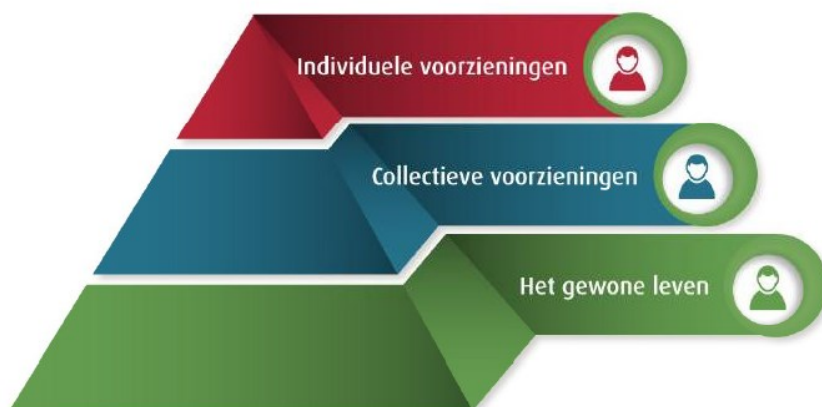 Individuele voorzieningen
Collectieve voorzieningen
Het gewone leven